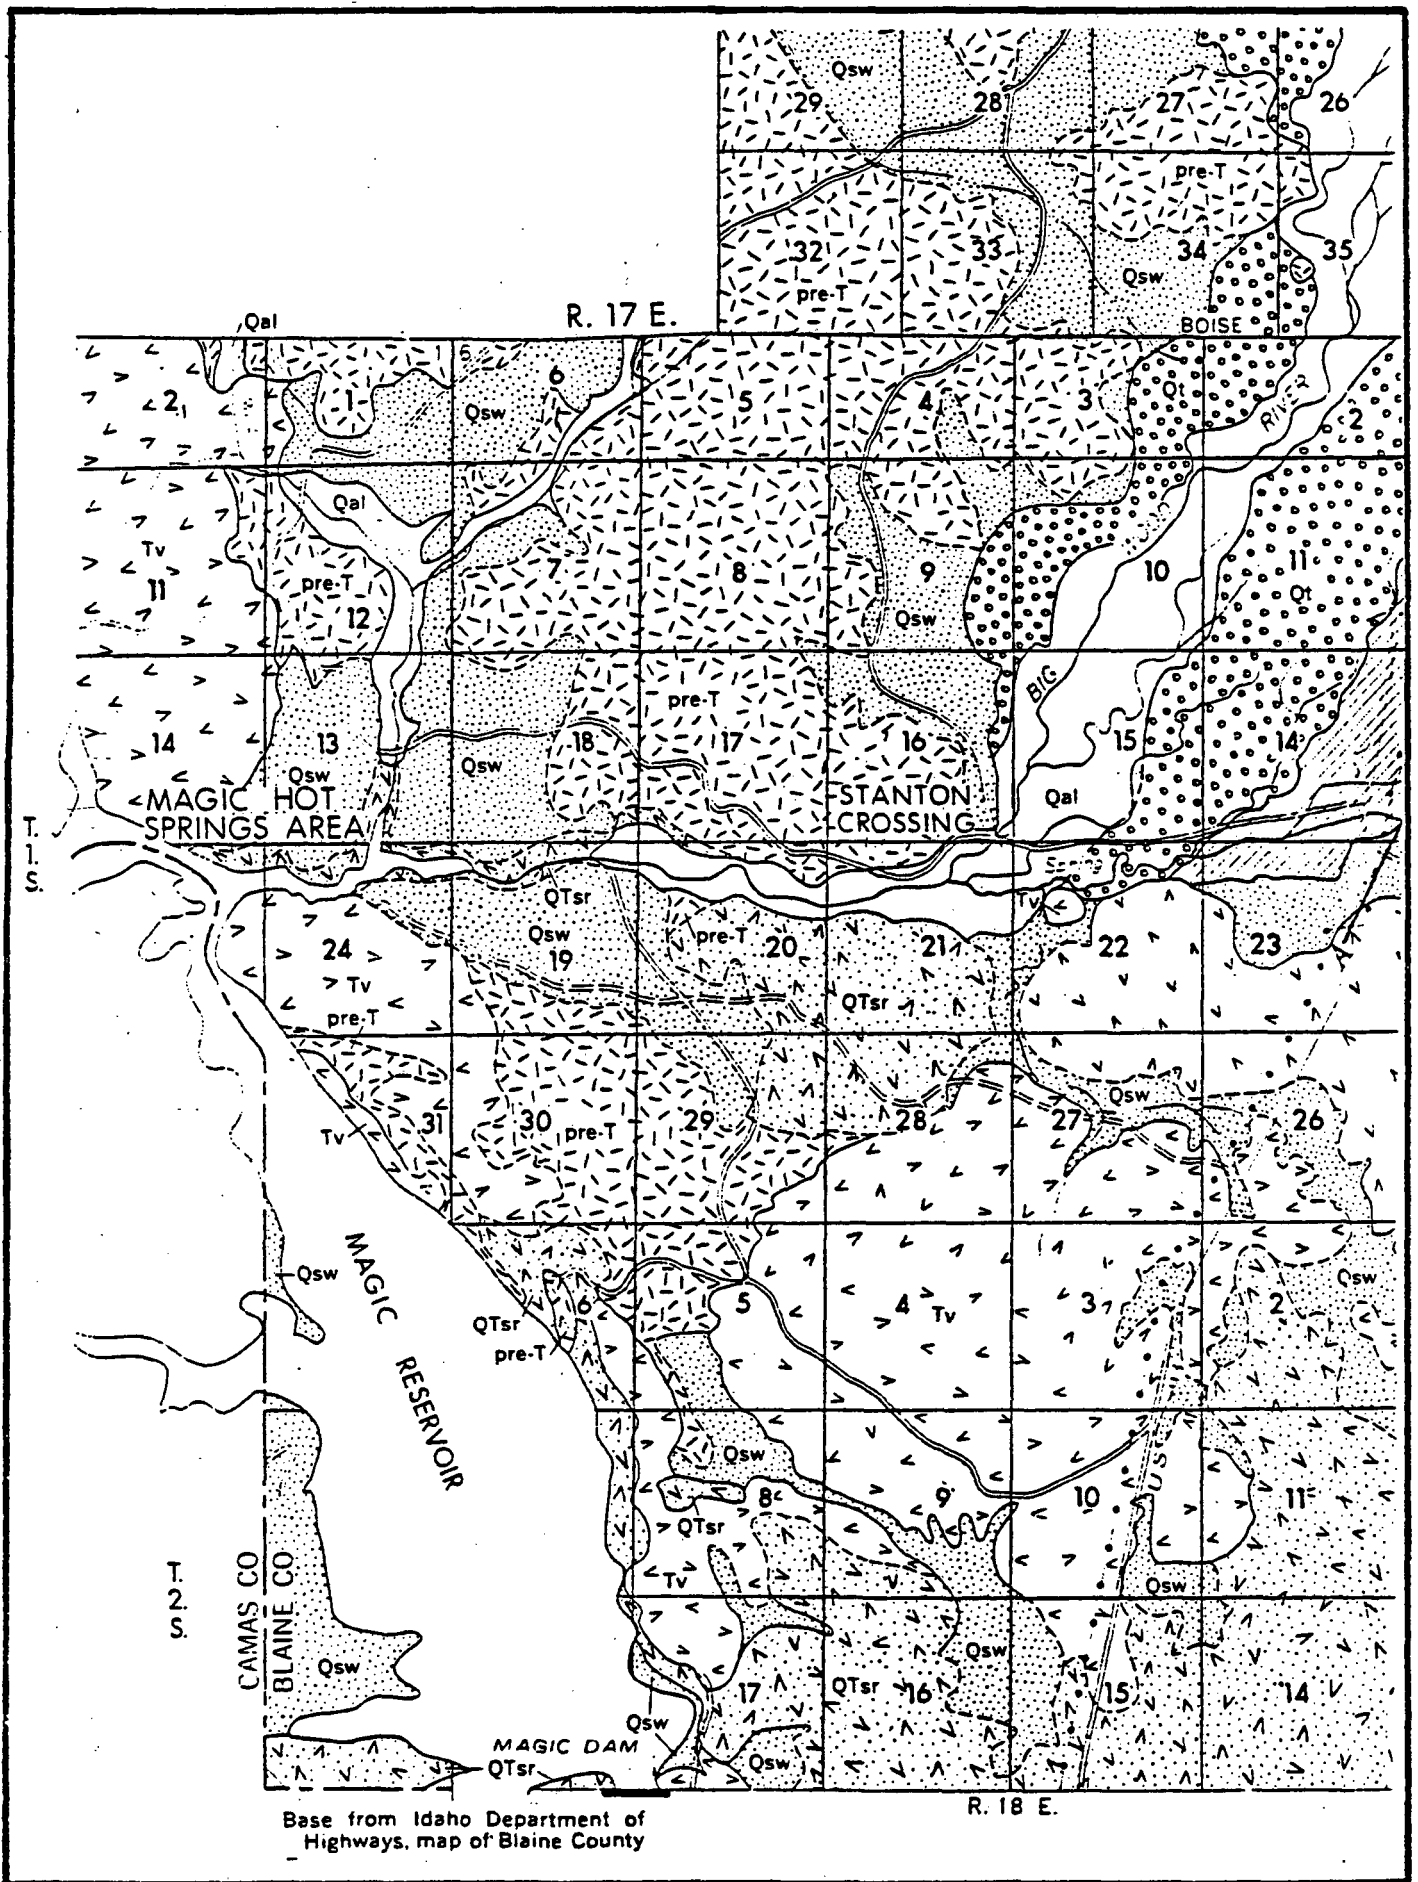 Qsw
29
28
27
26
pre-T
32
33
34
35
pre-T
Qsw
BOISE
Qal
R. 17 E.
2
1
6
6
Qsw
5
4
3
Qt
RIVER
2
Qal
Tv
11
pre-T
12
7
8
9
Qsw
10
11
Qt
BIG
pre-T
14
13
Qsw
18
Qsw
17
16
15
14
Qal
MAGIC HOT
SPRINGS AREA
STANTON
CROSSING
T.
1.
S.
QTsr
Qsw
19
pre-T
20
21
Tv
22
23
24
Tv
pre-T
QTsr
31
Tv
30
pre-T
29
28
27
Qsw
26
Qsw
MAGIC
RESERVOIR
QTsr
pre-T
6
5
4
Tv
3
2
Qsw
Qsw
8
9
10
US
11
QTsr
Tv
Qsw
T.
2.
S.
CAMAS CO
BLAINE CO
Qsw
17
QTsr
16
Qsw
15
14
Qsw
MAGIC DAM
QTsr
Qsw
R. 18 E.
Base from Idaho Department of
Highways, map of Blaine County